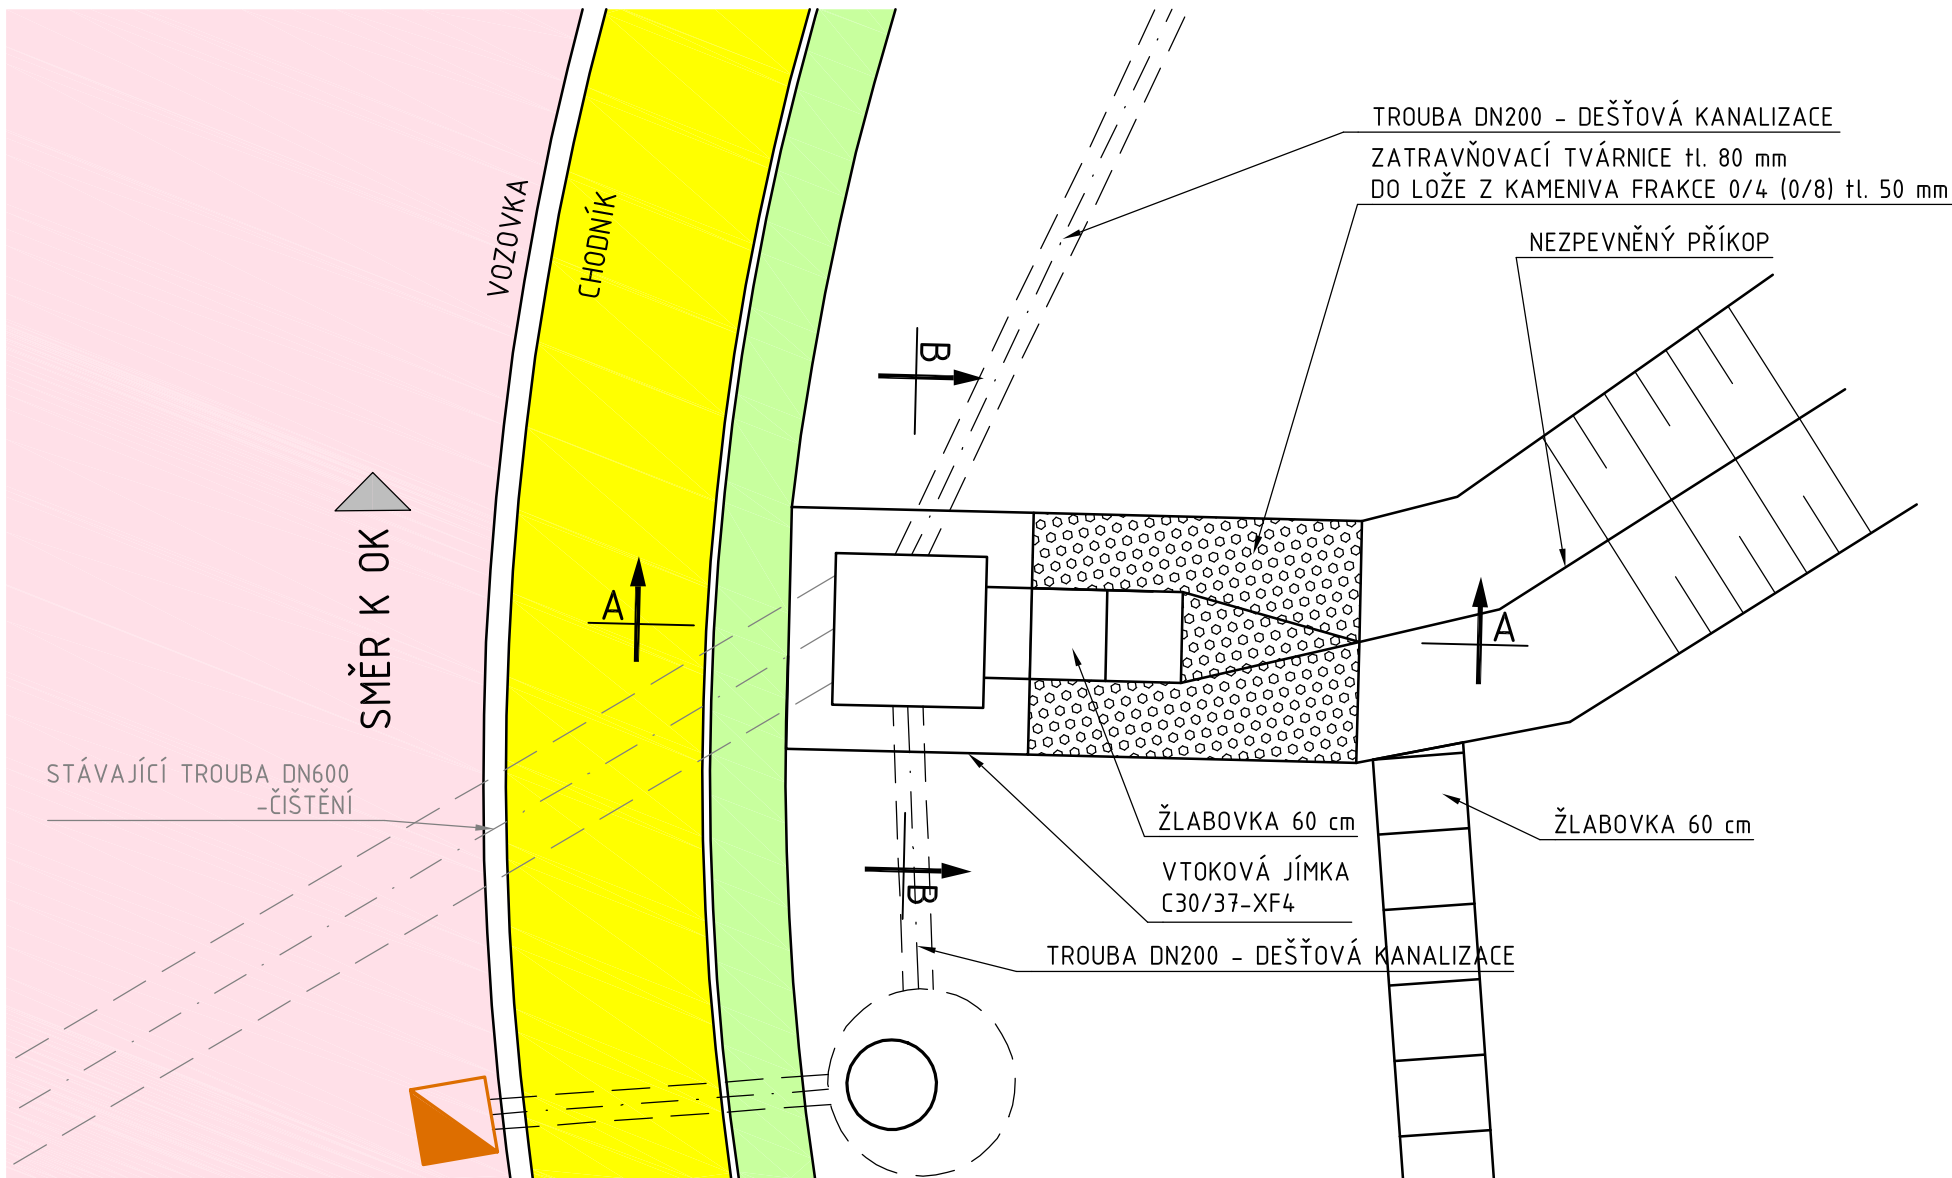 TROUBA DN200 - DEŠŤOVÁ KANALIZACE
ZATRAVŇOVACÍ TVÁRNICE tl. 80 mm
DO LOŽE Z KAMENIVA FRAKCE 0/4 (0/8) tl. 50 mm
NEZPEVNĚNÝ PŘÍKOP
VOZOVKA
CHODNÍK
B
SMĚR K OK
A
A
STÁVAJÍCÍ TROUBA DN600
-ČIŠTĚNÍ
ŽLABOVKA 60 cm
ŽLABOVKA 60 cm
VTOKOVÁ JÍMKA
C30/37-XF4
B
TROUBA DN200 - DEŠŤOVÁ KANALIZACE